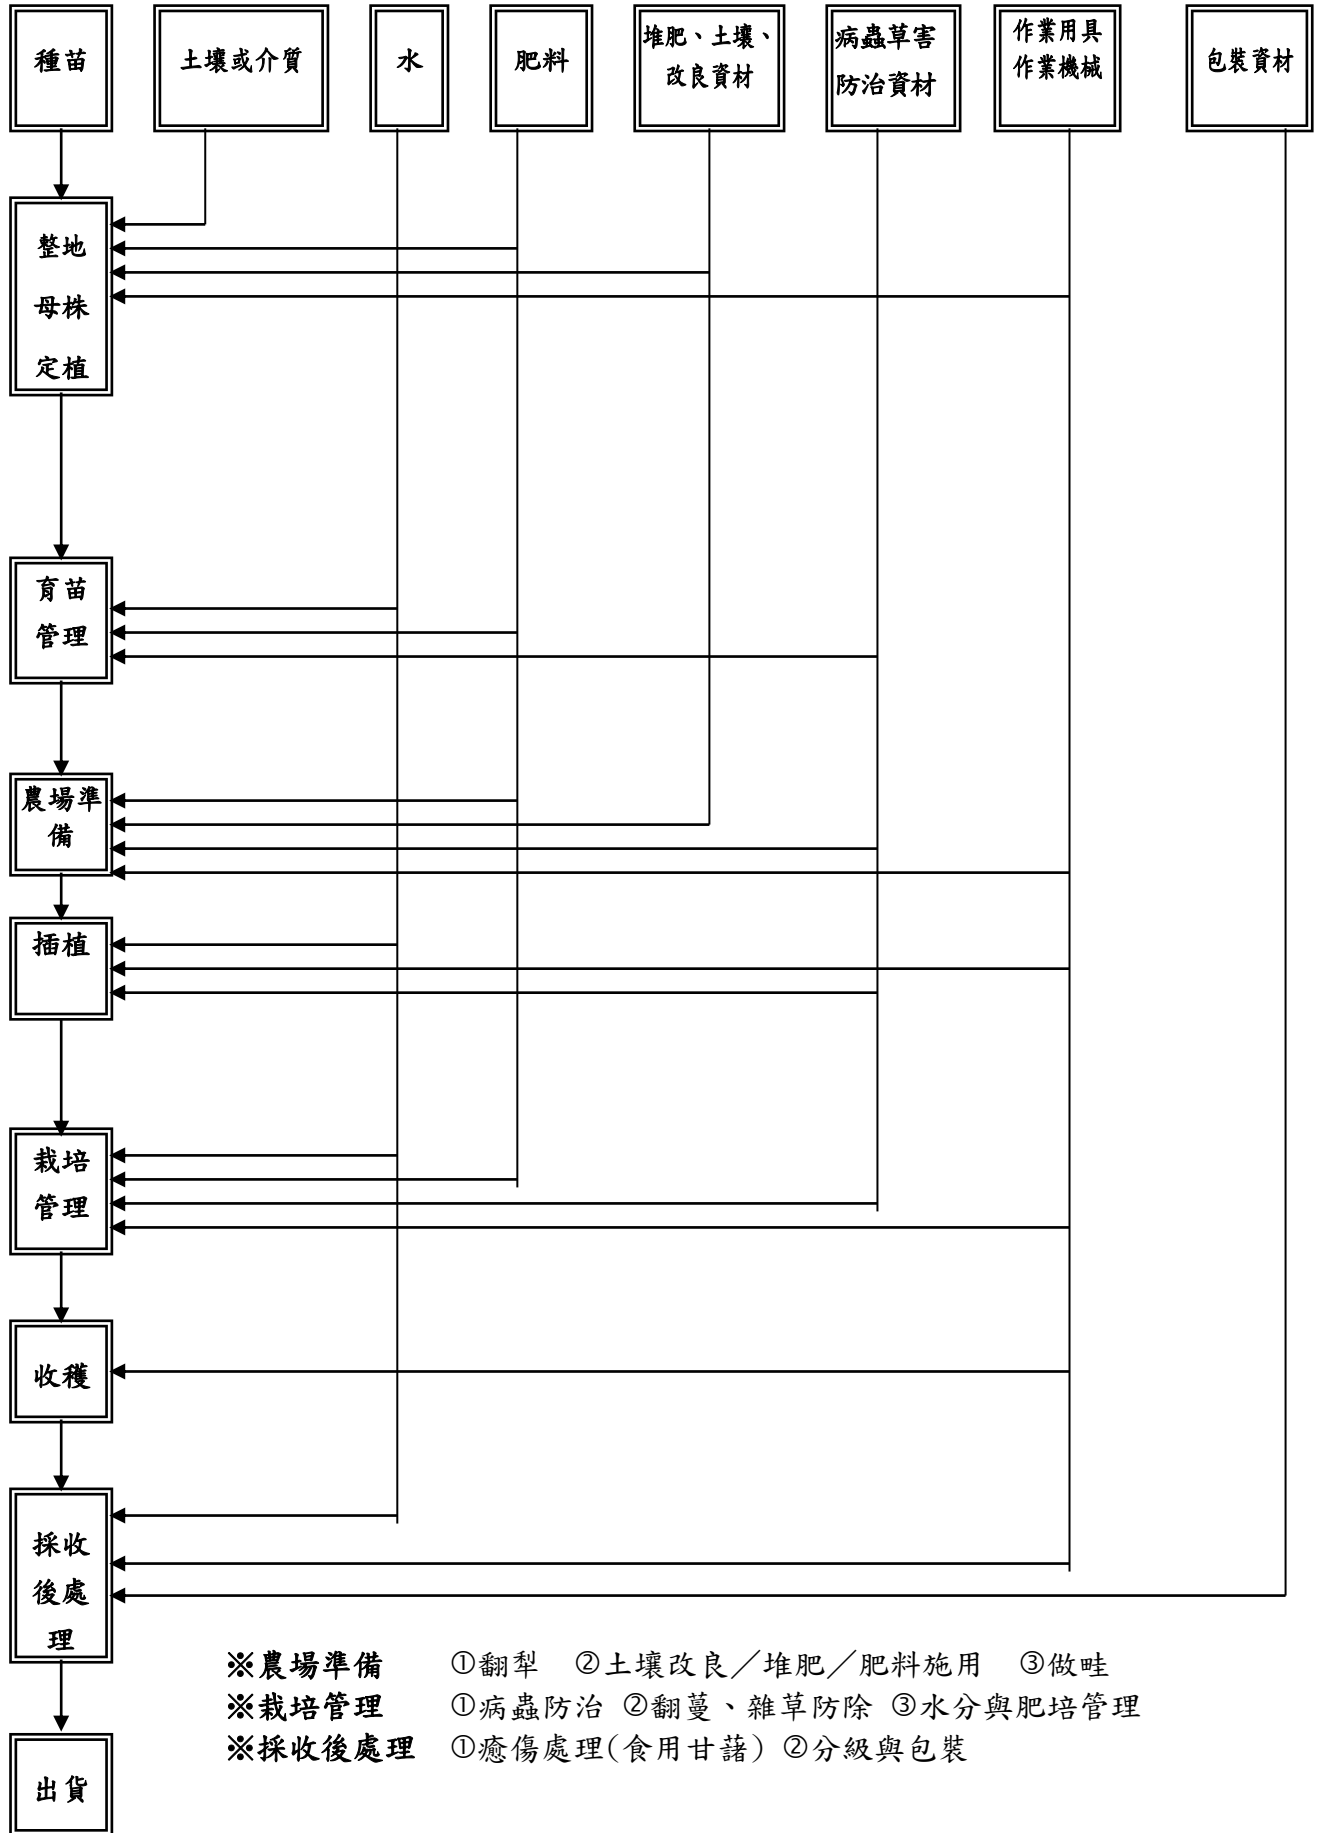 種苗
土壤或介質
水
肥料
堆肥、土壤、
改良資材
病蟲草害
防治資材
作業用具
作業機械
包裝資材
整地
母株
定植
育苗
管理
農場準
備
插植
栽培
管理
收穫
採收
後處
理
※農場準備 ①翻犁 ②土壤改良／堆肥／肥料施用 ③做畦
※栽培管理 ①病蟲防治 ②翻蔓、雜草防除 ③水分與肥培管理
※採收後處理 ①癒傷處理(食用甘藷) ②分級與包裝
出貨